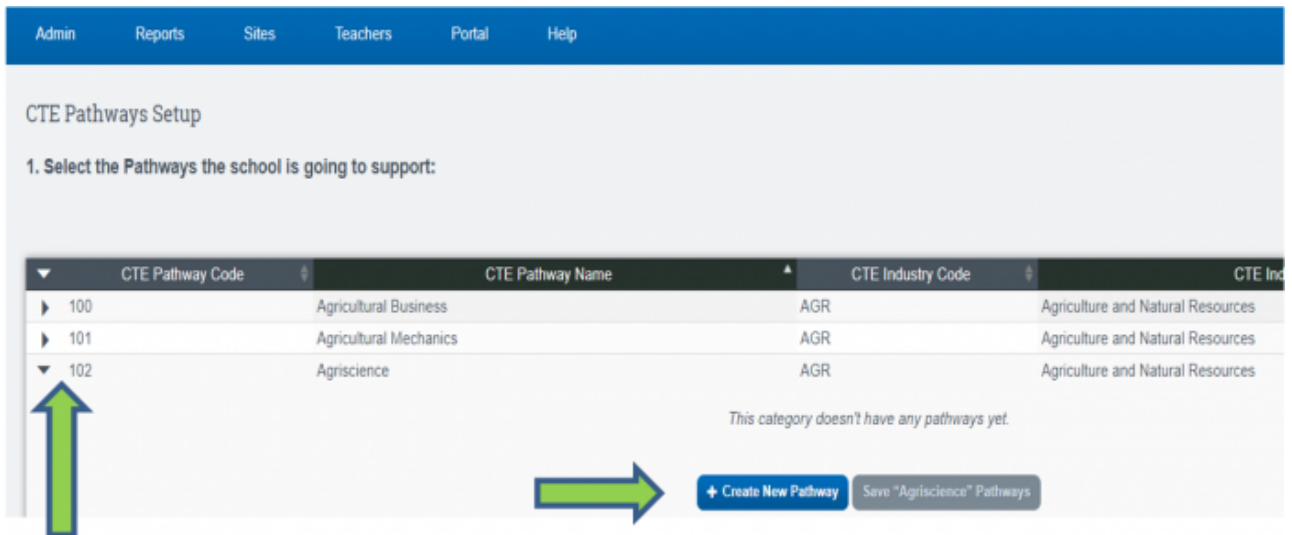 Admin Reports Sites Teachers Portal Help
CTE Pathways Setup
1. Select the Pathways the school is going to support:
CTE Pathway Code CTE Pathway Name CTE Industry Code CTE Ind
100 Agricultural Business AGR Agriculture and Natural Resources
101 Agricultural Mechanics AGR Agriculture and Natural Resources
102 Agriscience AGR Agriculture and Natural Resources
This category doesn't have any pathways yet.
+ Create New Pathway Save "Agriscience" Pathways